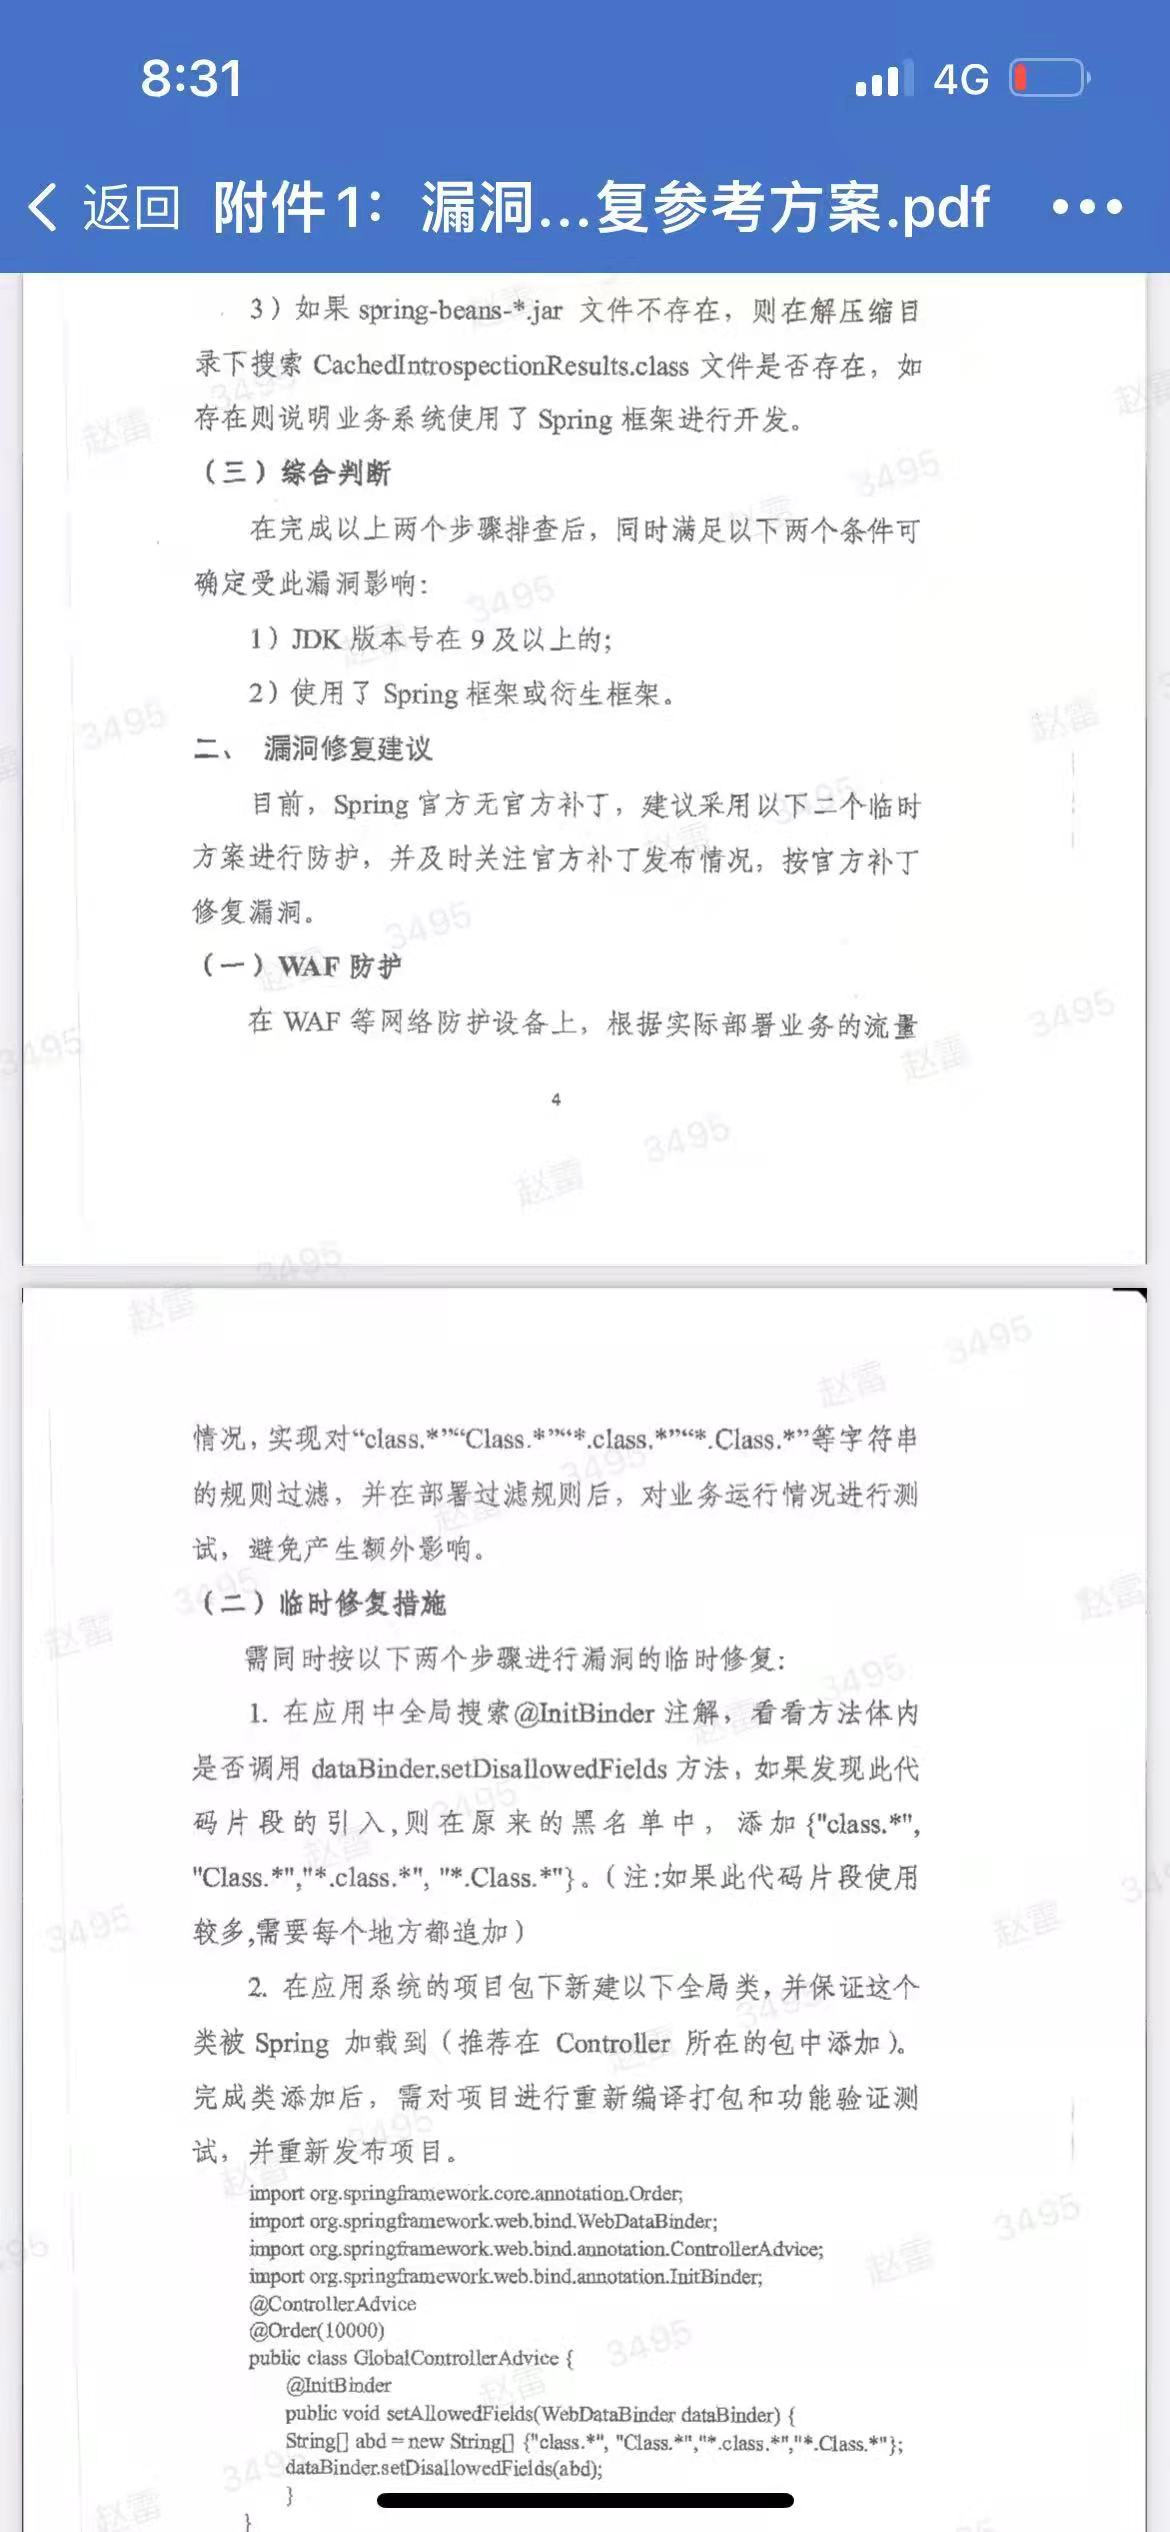 8:31
4G
返回 附件1：漏洞...复参考方案.pdf
3）如果 spring-beans-*.jar 文件不存在，则在解压缩目
录下搜索 CachedIntrospectionResults.class 文件是否存在，如
存在则说明业务系统使用了 Spring 框架进行开发。
（三）综合判断
在完成以上两个步骤排查后，同时满足以下两个条件可
确定受此漏洞影响：
1）JDK 版本号在 9 及以上的；
2）使用了 Spring 框架或衍生框架。
二、 漏洞修复建议
目前，Spring 官方无官方补丁，建议采用以下二个临时
方案进行防护，并及时关注官方补丁发布情况，按官方补丁
修复漏洞。
（一）WAF 防护
在 WAF 等网络防护设备上，根据实际部署业务的流量
4
情况，实现对“class.*”“Class.*”“*.class.*”“*.Class.*”等字符串
的规则过滤，并在部署过滤规则后，对业务运行情况进行测
试，避免产生额外影响。
（二）临时修复措施
需同时按以下两个步骤进行漏洞的临时修复：
1. 在应用中全局搜索@InitBinder 注解，看看方法体内
是否调用 dataBinder.setDisallowedFields 方法，如果发现此代
码片段的引入,则在原来的黑名单中，添加{"class.*",
"Class.*","*.class.*", "*.Class.*"}。（注:如果此代码片段使用
较多,需要每个地方都追加）
2. 在应用系统的项目包下新建以下全局类，并保证这个
类被 Spring 加载到（推荐在 Controller 所在的包中添加）。
完成类添加后，需对项目进行重新编译打包和功能验证测
试，并重新发布项目。
import org.springframework.core.annotation.Order;
import org.springframework.web.bind.WebDataBinder;
import org.springframework.web.bind.annotation.ControllerAdvice;
import org.springframework.web.bind.annotation.InitBinder;
@ControllerAdvice
@Order(10000)
public class GlobalControllerAdvice {
@InitBinder
public void setAllowedFields(WebDataBinder dataBinder) {
String[] abd = new String[] {"class.*", "Class.*","*.class.*","*.Class.*"};
dataBinder.setDisallowedFields(abd);
}
}
赵雷 3495